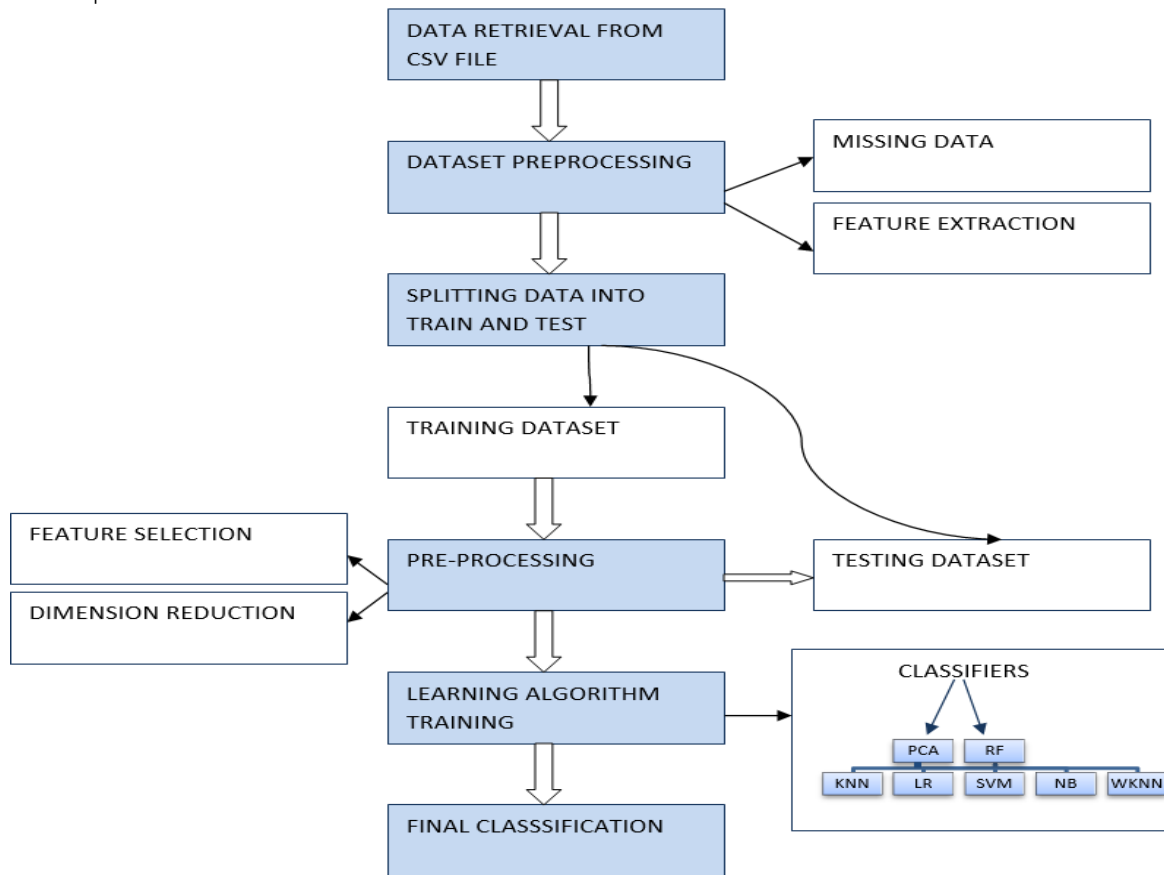 DATA RETRIEVAL FROM
CSV FILE
DATASET PREPROCESSING
MISSING DATA
FEATURE EXTRACTION
SPLITTING DATA INTO
TRAIN AND TEST
TRAINING DATASET
FEATURE SELECTION
PRE-PROCESSING
TESTING DATASET
DIMENSION REDUCTION
LEARNING ALGORITHM
TRAINING
CLASSIFIERS
PCA
RF
KNN
LR
SVM
NB
WKNN
FINAL CLASSSIFICATION